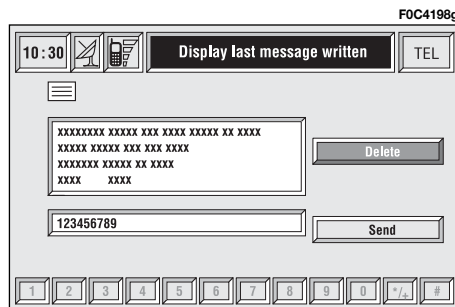 F0C4198g
10:30 Display last message written TEL
xxxxxxxx xxxxx xxx xxxx xxxxx xx xxxx
xxxxx xxxxx xxx xxx xxxx
xxxxxxx xxxxx xx xxxx
xxxx xxxx
Delete
123456789
Send
1 2 3 4 5 6 7 8 9 0 */+ #